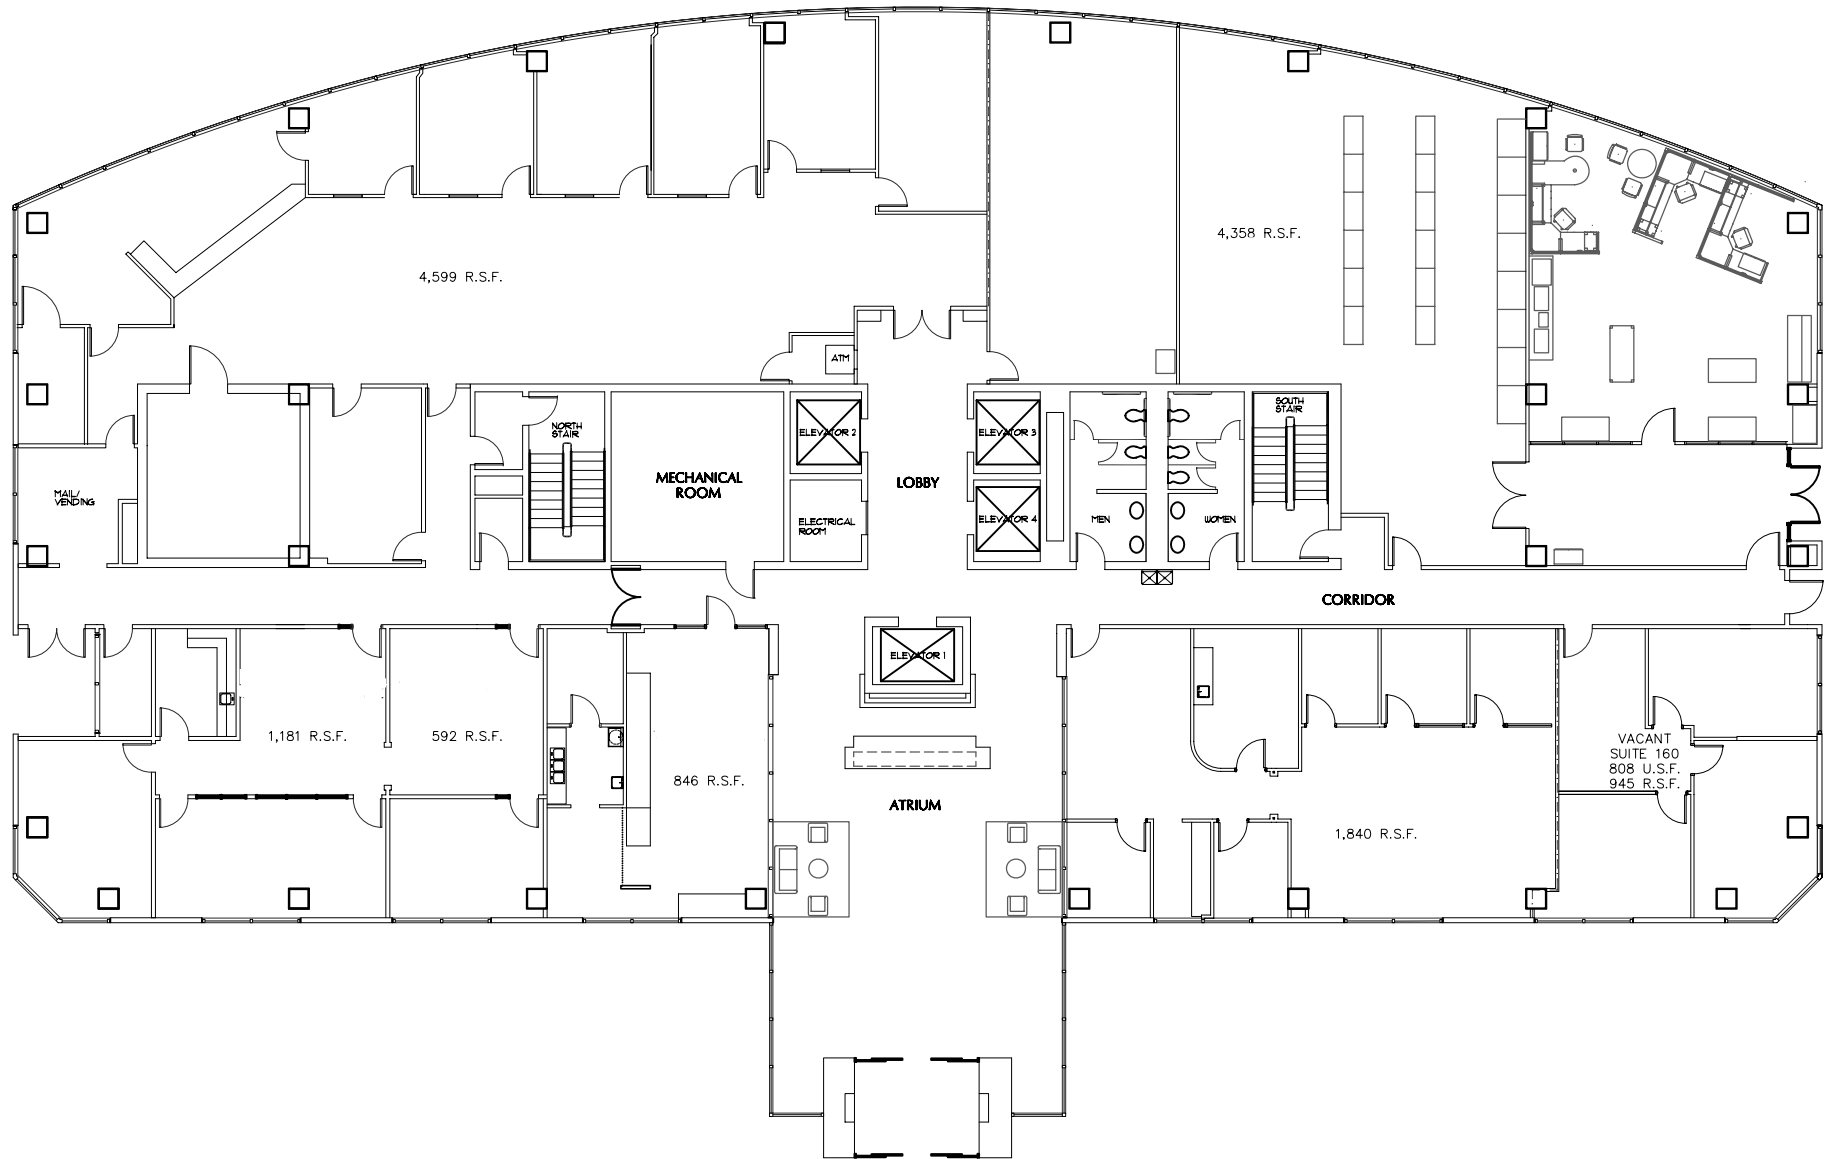 4,358 R.S.F.
4,599 R.S.F.
ATM
NORTH
STAIR
ELEVATOR 2
ELEVATOR 3
SOUTH
STAIR
MECHANICAL
ROOM
LOBBY
MAIL/
VENDING
ELECTRICAL
ROOM
ELEVATOR 4
MEN
WOMEN
CORRIDOR
ELEVATOR 1
1,181 R.S.F.
592 R.S.F.
846 R.S.F.
ATRIUM
VACANT
SUITE 160
808 U.S.F.
945 R.S.F.
1,840 R.S.F.